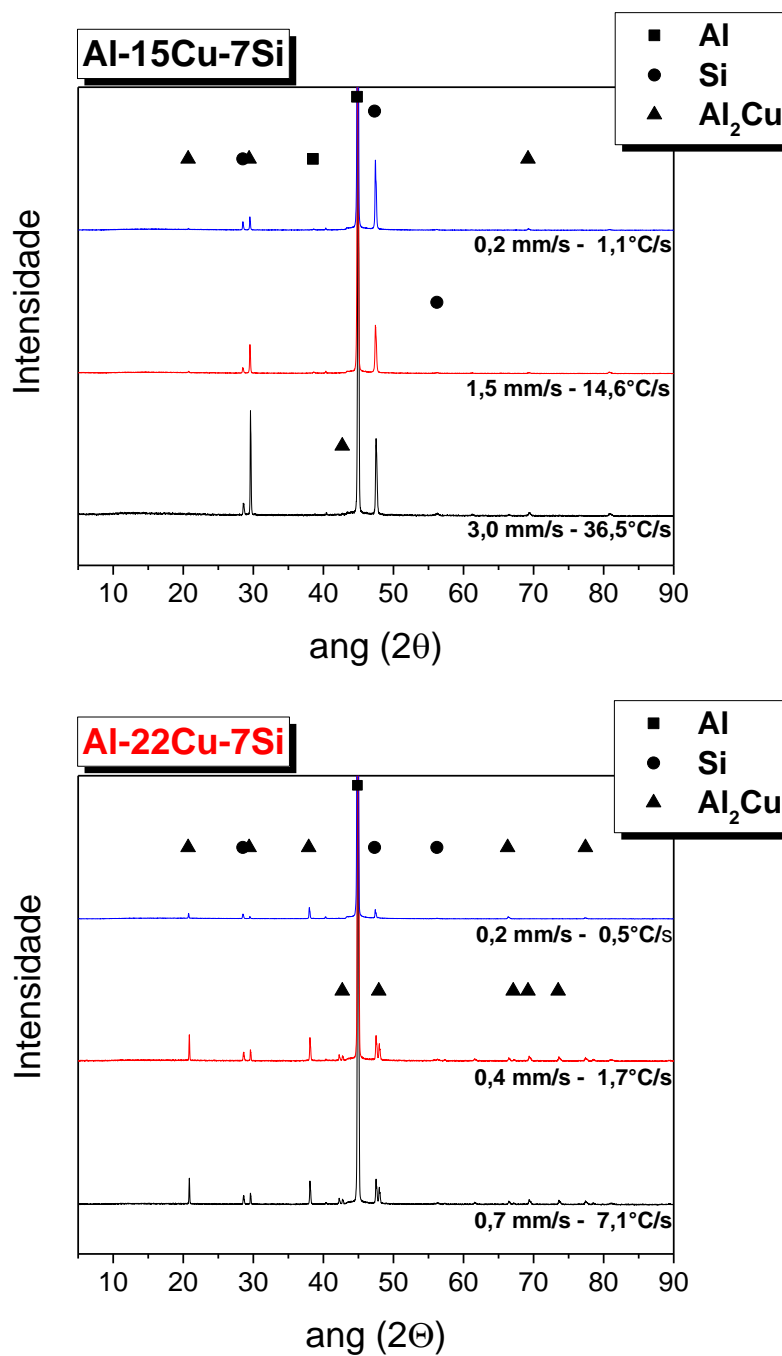 Al-15Cu-7Si
Al
Si
Al₂Cu
Intensidade
0,2 mm/s - 1,1°C/s
1,5 mm/s - 14,6°C/s
3,0 mm/s - 36,5°C/s
10 20 30 40 50 60 70 80 90
ang (2θ)
Al-22Cu-7Si
Al
Si
Al₂Cu
Intensidade
0,2 mm/s - 0,5°C/s
0,4 mm/s - 1,7°C/s
0,7 mm/s - 7,1°C/s
10 20 30 40 50 60 70 80 90
ang (2Θ)